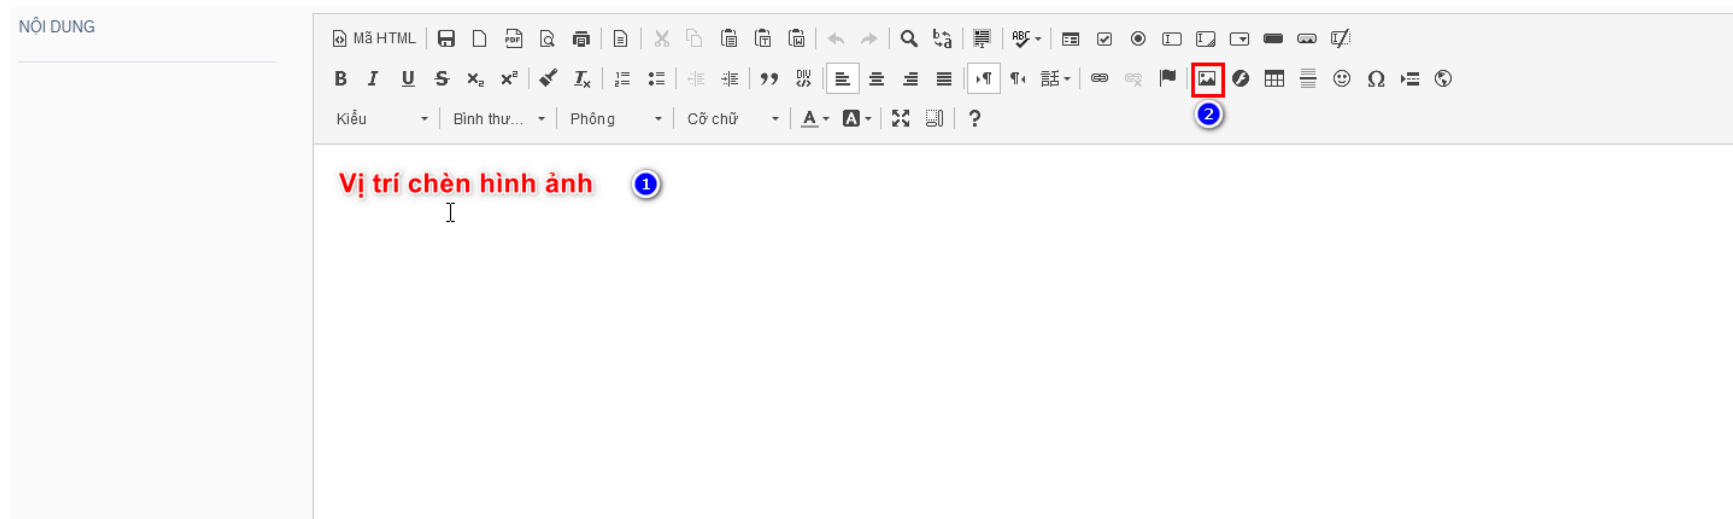 NỘI DUNG
Mã HTML
Kiểu Bình thư... Phông Cỡ chữ
Vị trí chèn hình ảnh 1
2